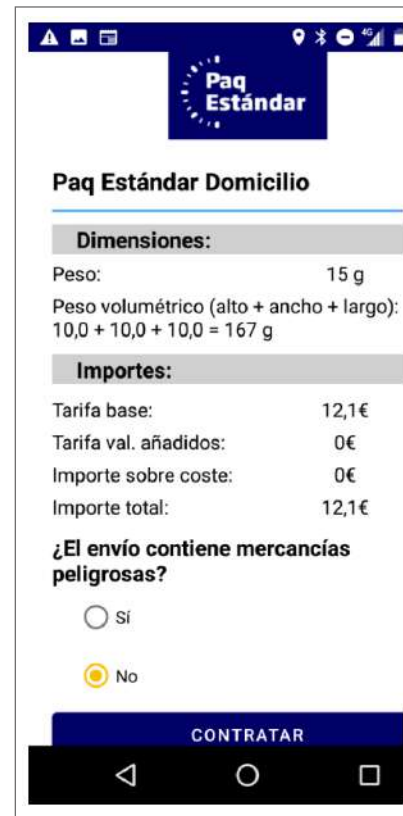 4G
Paq
Estándar
Paq Estándar Domicilio
Dimensiones:
Peso: 15 g
Peso volumétrico (alto + ancho + largo):
10,0 + 10,0 + 10,0 = 167 g
Importes:
Tarifa base: 12,1€
Tarifa val. añadidos: 0€
Importe sobre coste: 0€
Importe total: 12,1€
¿El envío contiene mercancías
peligrosas?
Sí
No
CONTRATAR